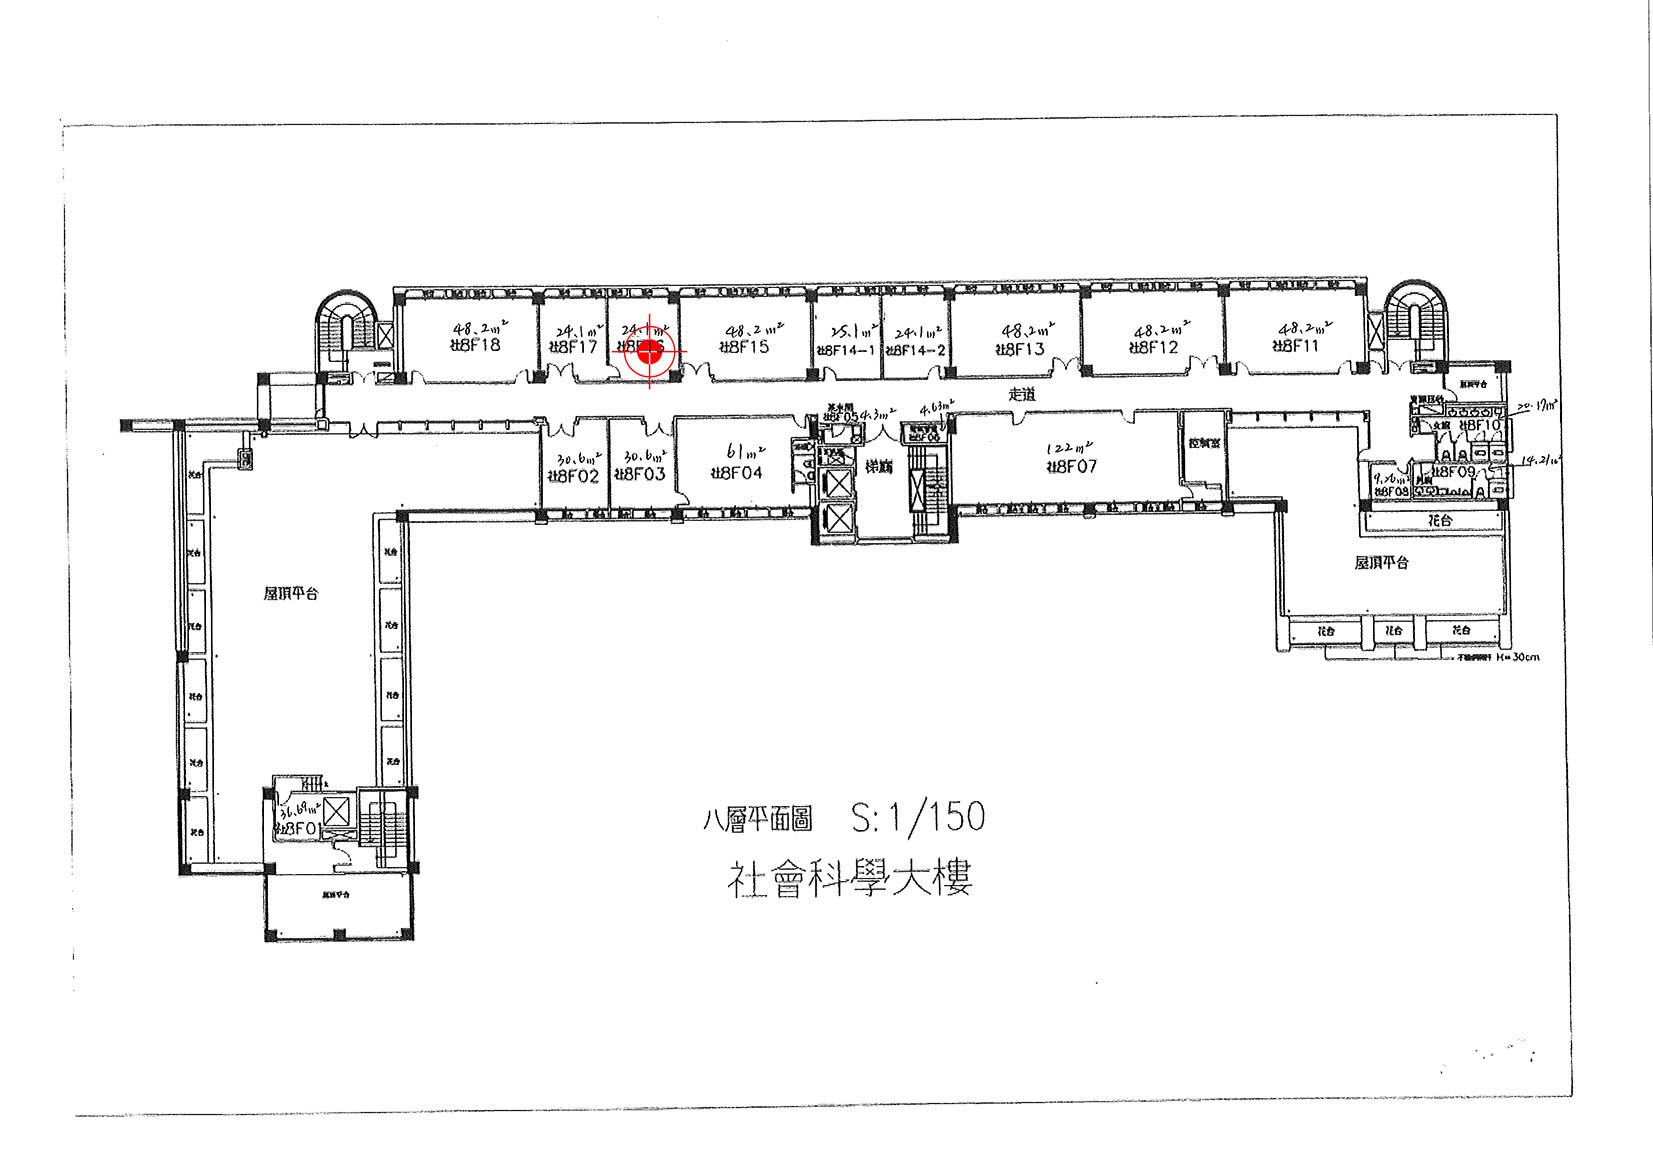 48.2m²
社8F18
24.1m²
社8F17
24.1m²
48.2m²
社8F15
25.1m²
社8F14-1
24.1m²
社8F14-2
48.2m²
社8F13
48.2m²
社8F12
48.2m²
社8F11
走道
屋頂平台
20.17m²
女廁
社8F10
14.21m²
社8F09
男廁
社8F08
茶水間
社8F05
4.3m²
4.63m²
社8F06
梯廳
30.6m²
社8F02
30.6m²
社8F03
61m²
社8F04
122m²
社8F07
控制室
花台
花台
花台
花台
花台
花台
花台
花台
花台
花台
花台
屋頂平台
花台
屋頂平台
花台
花台
花台
H=30cm
36.69m²
社8F01
屋頂平台
八層平面圖 S:1/150
社會科學大樓